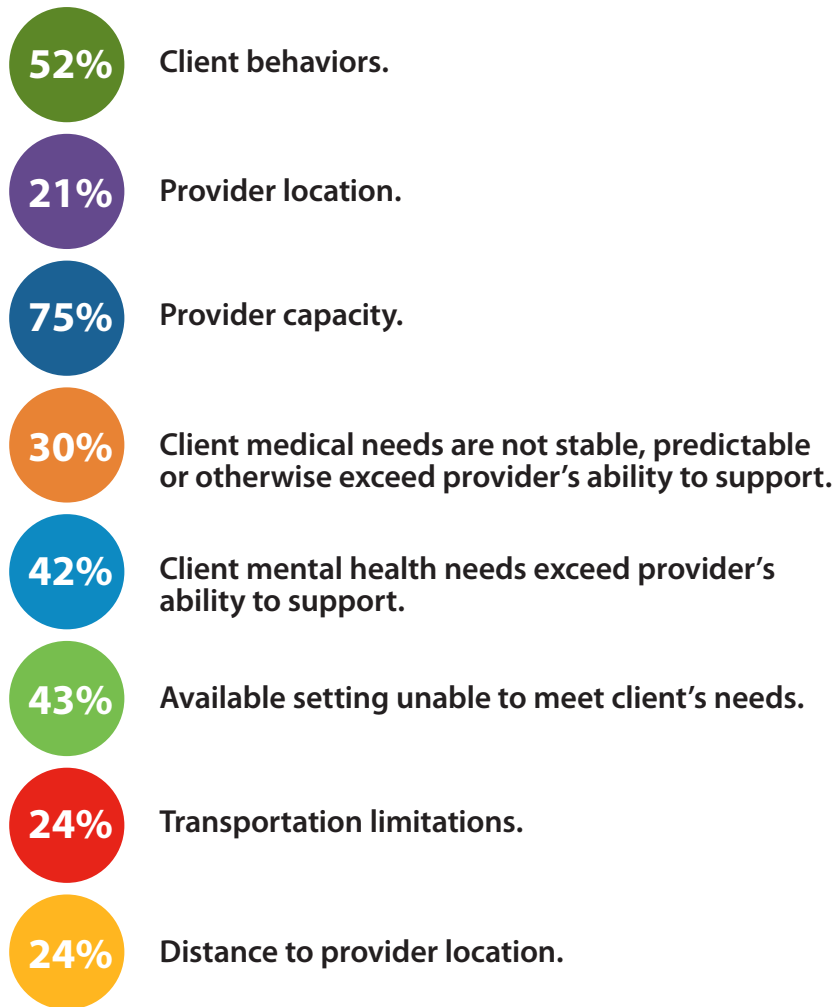 52% Client behaviors.
21% Provider location.
75% Provider capacity.
30% Client medical needs are not stable, predictable
or otherwise exceed provider’s ability to support.
42% Client mental health needs exceed provider’s
ability to support.
43% Available setting unable to meet client’s needs.
24% Transportation limitations.
24% Distance to provider location.